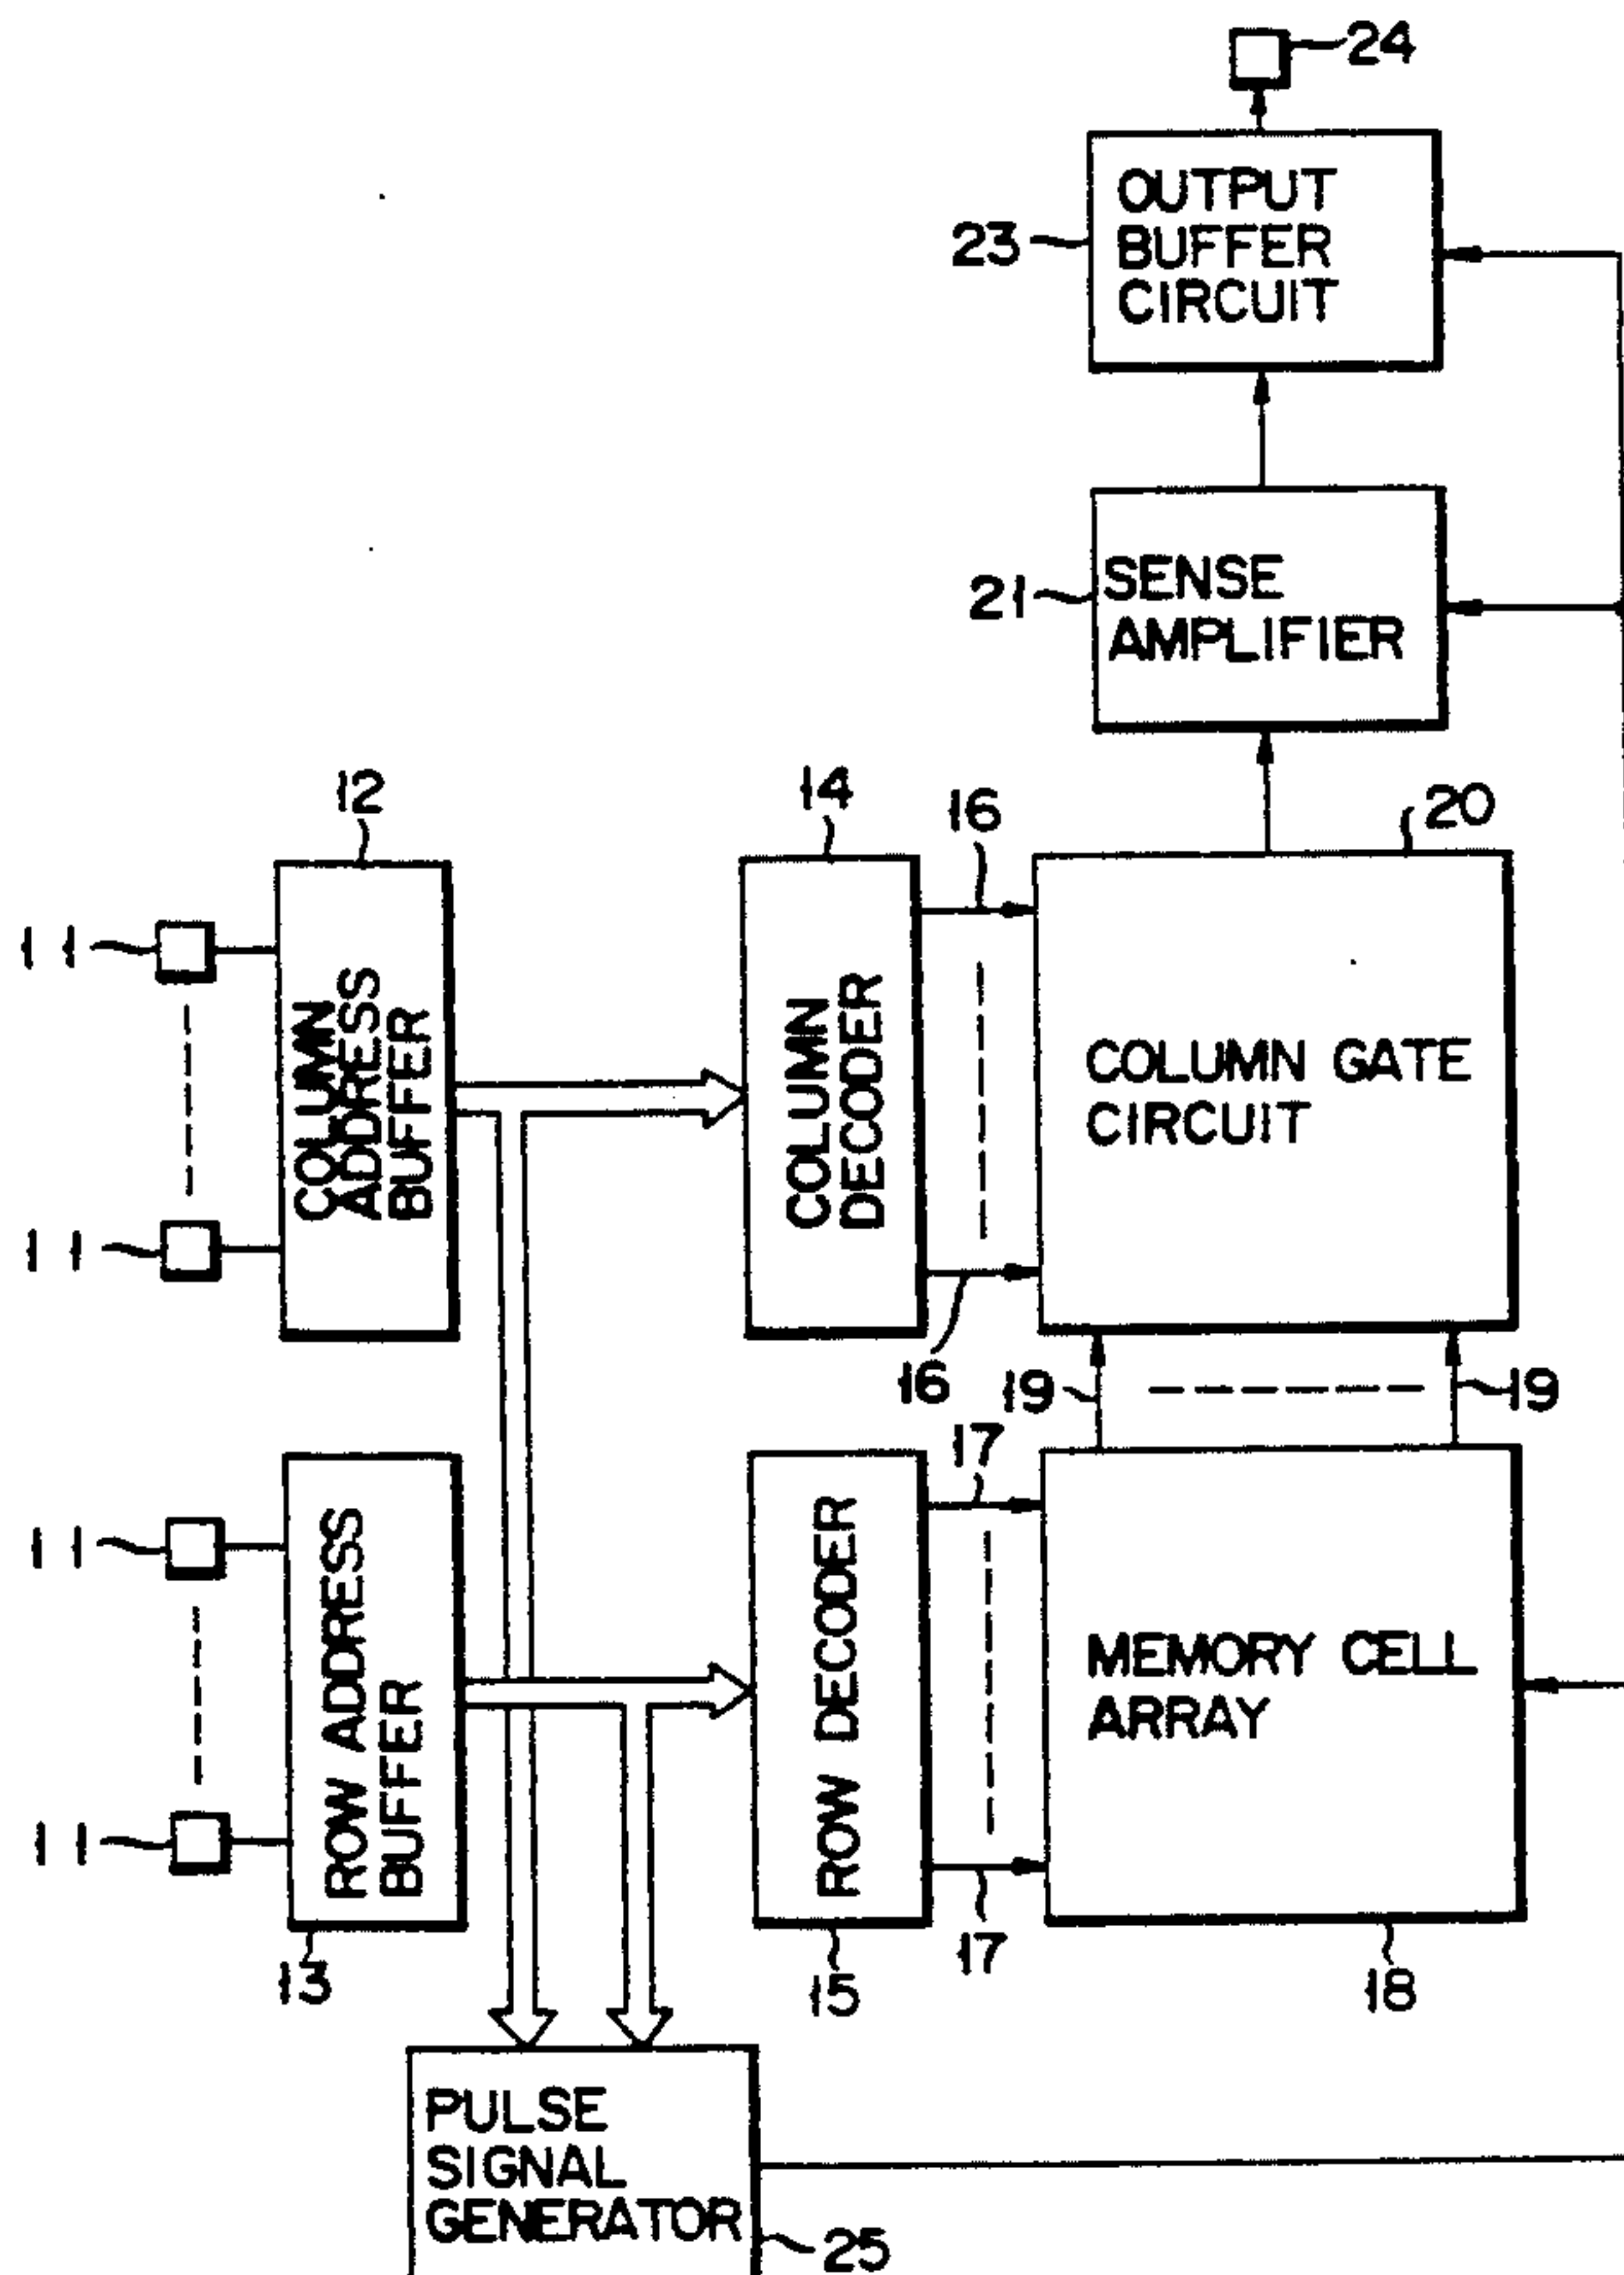 24
OUTPUT
BUFFER
CIRCUIT
23
SENSE
AMPLIFIER
21
12
14
16
20
11
COLUMN
ADDRESS
BUFFER
COLUMN
DECODER
COLUMN GATE
CIRCUIT
11
16
19
19
17
11
ROW ADDRESS
BUFFER
ROW DECODER
MEMORY CELL
ARRAY
11
17
13
15
18
PULSE
SIGNAL
GENERATOR
25